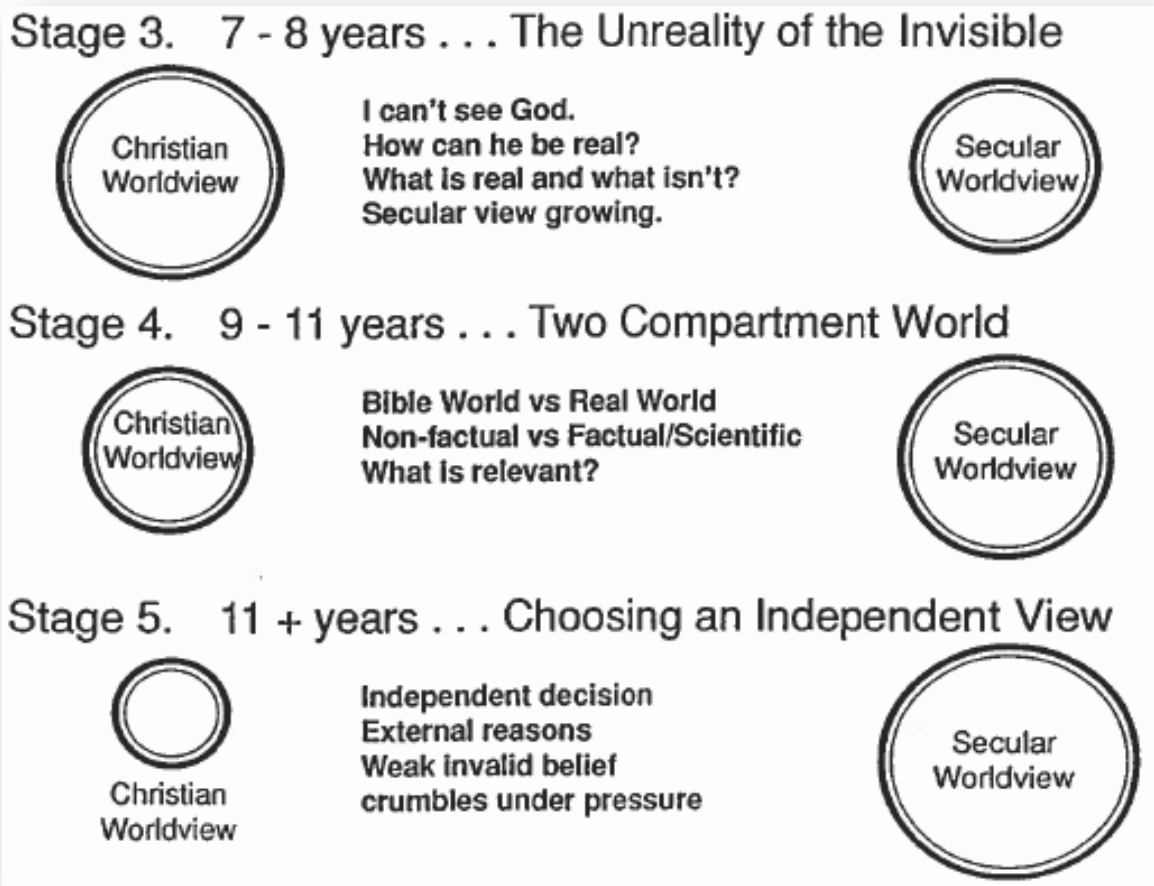 Stage 3. 7 - 8 years . . . The Unreality of the Invisible
Christian
Worldview
I can't see God.
How can he be real?
What is real and what isn't?
Secular view growing.
Secular
Worldview
Stage 4. 9 - 11 years . . . Two Compartment World
Christian
Worldview
Bible World vs Real World
Non-factual vs Factual/Scientific
What is relevant?
Secular
Worldview
Stage 5. 11 + years . . . Choosing an Independent View
Christian
Worldview
Independent decision
External reasons
Weak invalid belief
crumbles under pressure
Secular
Worldview